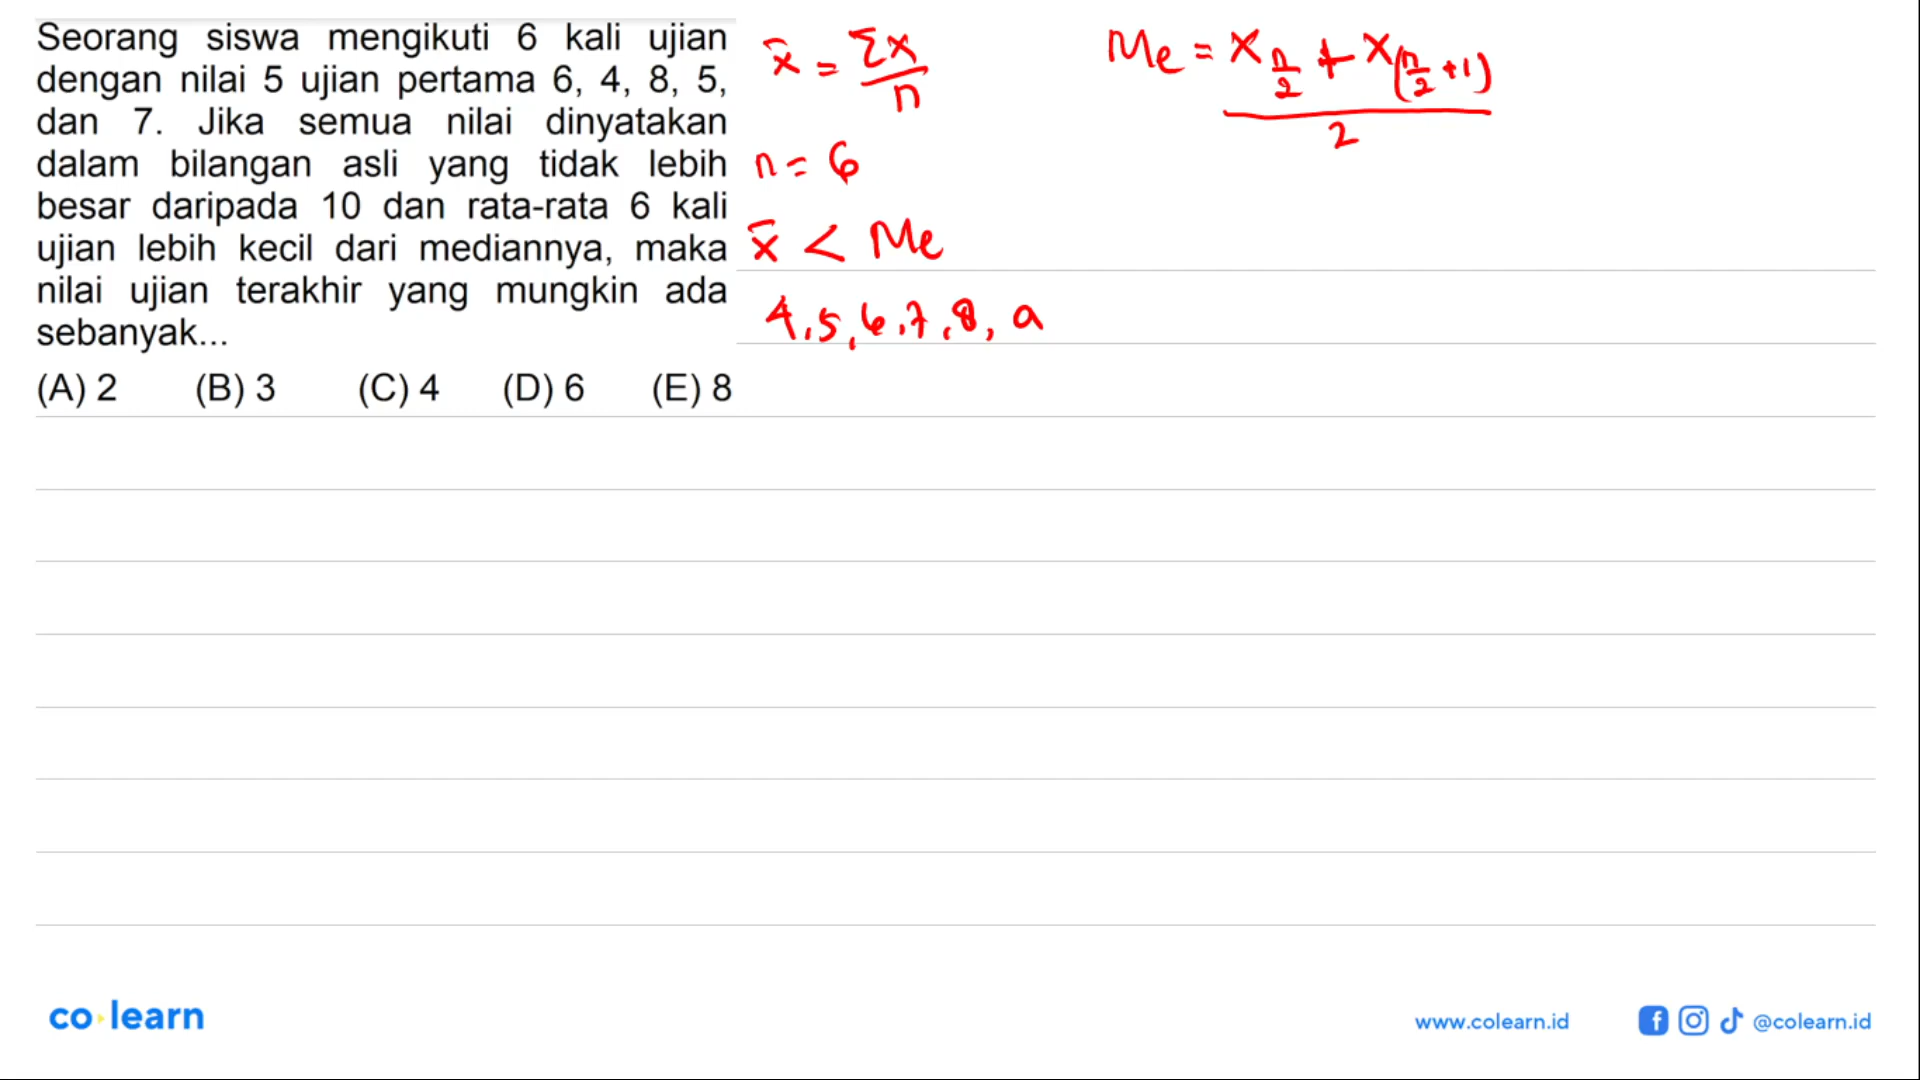 Seorang siswa mengikuti 6 kali ujian
dengan nilai 5 ujian pertama 6, 4, 8, 5,
dan 7. Jika semua nilai dinyatakan
dalam bilangan asli yang tidak lebih
besar daripada 10 dan rata-rata 6 kali
ujian lebih kecil dari mediannya, maka
nilai ujian terakhir yang mungkin ada
sebanyak...
(A) 2 (B) 3 (C) 4 (D) 6 (E) 8
x̄ = Σx / n
n = 6
x̄ < Me
4, 5, 6, 7, 8, a
Me = (x_(n/2) + x_(n/2 + 1)) / 2
co learn
www.colearn.id
@colearn.id